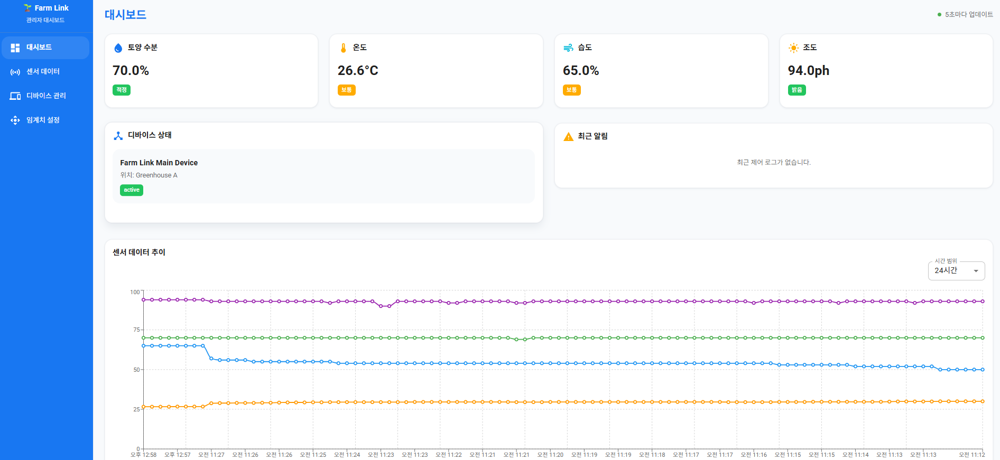 Farm Link
관리자 대시보드
대시보드
센서 데이터
디바이스 관리
임계치 설정
대시보드
5초마다 업데이트
토양 수분
70.0%
적정
온도
26.6°C
보통
습도
65.0%
보통
조도
94.0ph
밝음
디바이스 상태
Farm Link Main Device
위치: Greenhouse A
active
최근 알림
최근 제어 로그가 없습니다.
센서 데이터 추이
시간 범위
24시간
100
75
50
25
0
오후 12:58 오후 12:57 오전 11:27 오전 11:26 오전 11:26 오전 11:25 오전 11:24 오전 11:23 오전 11:23 오전 11:22 오전 11:21 오전 11:21 오전 11:20 오전 11:19 오전 11:19 오전 11:18 오전 11:17 오전 11:17 오전 11:16 오전 11:15 오전 11:15 오전 11:14 오전 11:13 오전 11:13 오전 11:12